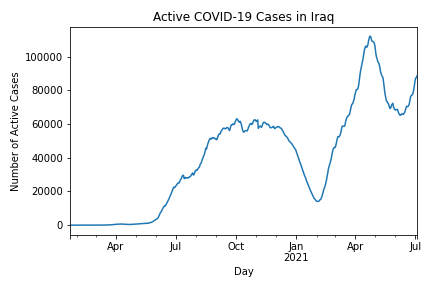 Active COVID-19 Cases in Iraq
Number of Active Cases
100000
80000
60000
40000
20000
0
Apr Jul Oct Jan Apr Jul
2021
Day